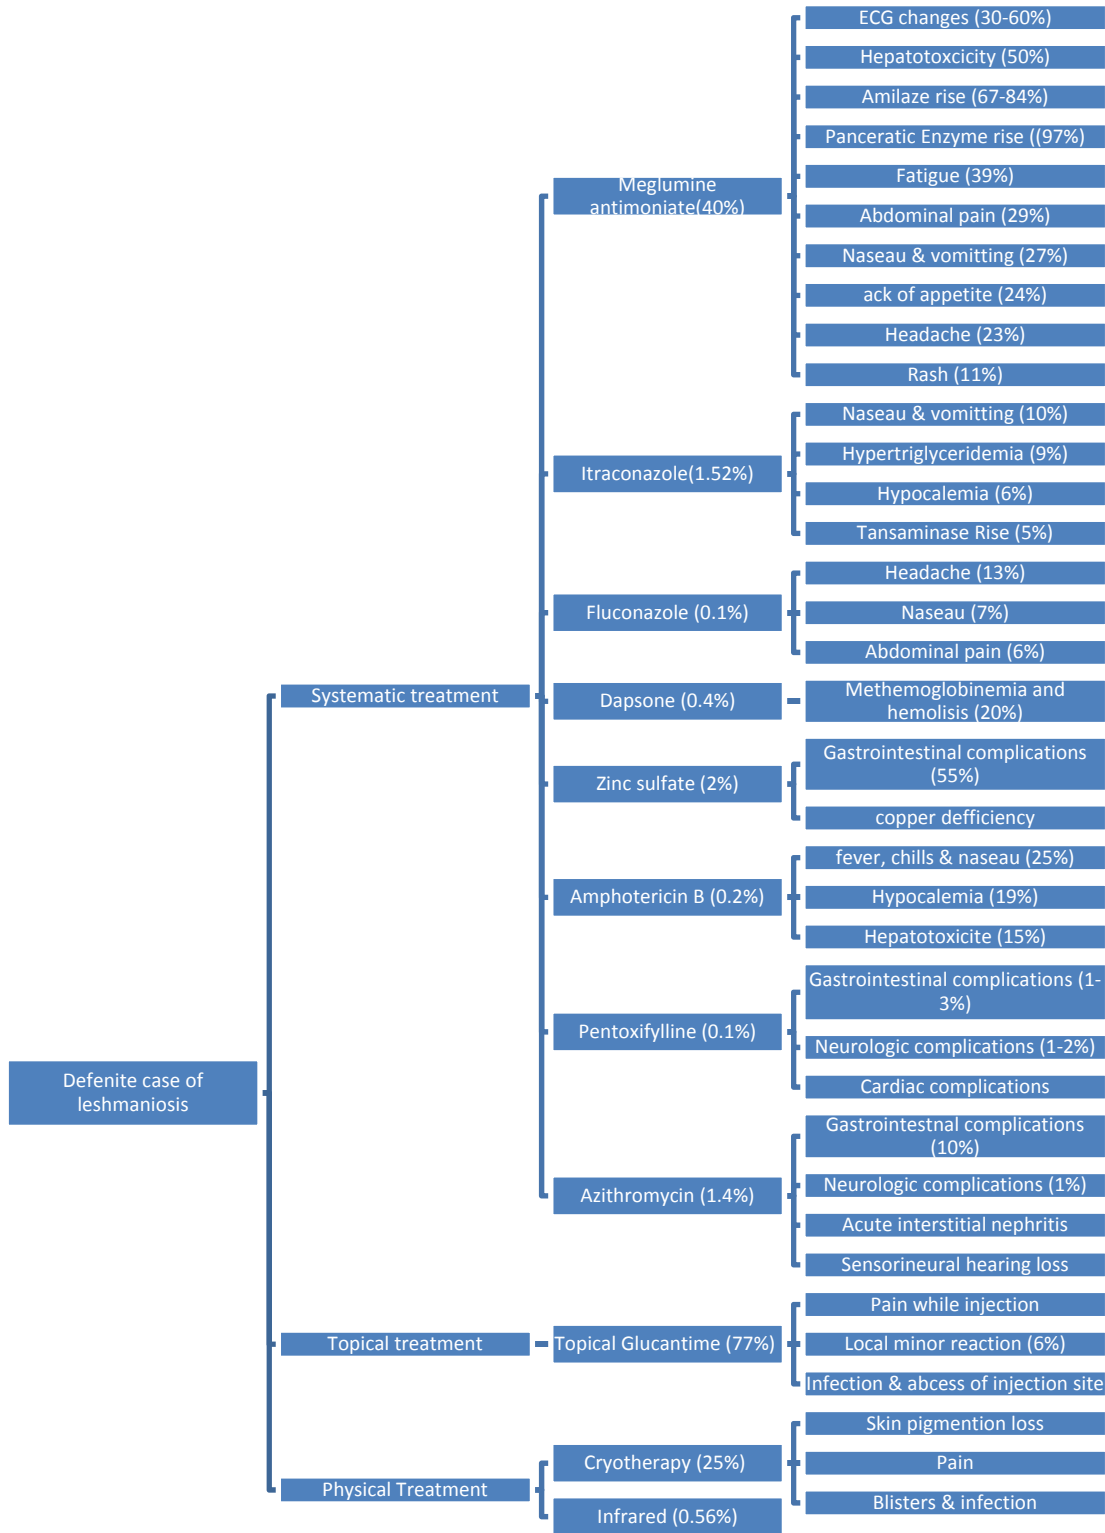 Defenite case of
leshmaniosis
Systematic treatment
Meglumine
antimoniate(40%)
ECG changes (30-60%)
Hepatotoxcicity (50%)
Amilaze rise (67-84%)
Panceratic Enzyme rise ((97%)
Fatigue (39%)
Abdominal pain (29%)
Naseau & vomitting (27%)
ack of appetite (24%)
Headache (23%)
Rash (11%)
Itraconazole(1.52%)
Naseau & vomitting (10%)
Hypertriglyceridemia (9%)
Hypocalemia (6%)
Tansaminase Rise (5%)
Fluconazole (0.1%)
Headache (13%)
Naseau (7%)
Abdominal pain (6%)
Dapsone (0.4%)
Methemoglobinemia and
hemolisis (20%)
Zinc sulfate (2%)
Gastrointestinal complications
(55%)
copper defficiency
Amphotericin B (0.2%)
fever, chills & naseau (25%)
Hypocalemia (19%)
Hepatotoxicite (15%)
Pentoxifylline (0.1%)
Gastrointestinal complications (1-
3%)
Neurologic complications (1-2%)
Cardiac complications
Azithromycin (1.4%)
Gastrointestnal complications
(10%)
Neurologic complications (1%)
Acute interstitial nephritis
Sensorineural hearing loss
Topical treatment
Topical Glucantime (77%)
Pain while injection
Local minor reaction (6%)
Infection & abcess of injection site
Physical Treatment
Cryotherapy (25%)
Skin pigmention loss
Pain
Blisters & infection
Infrared (0.56%)